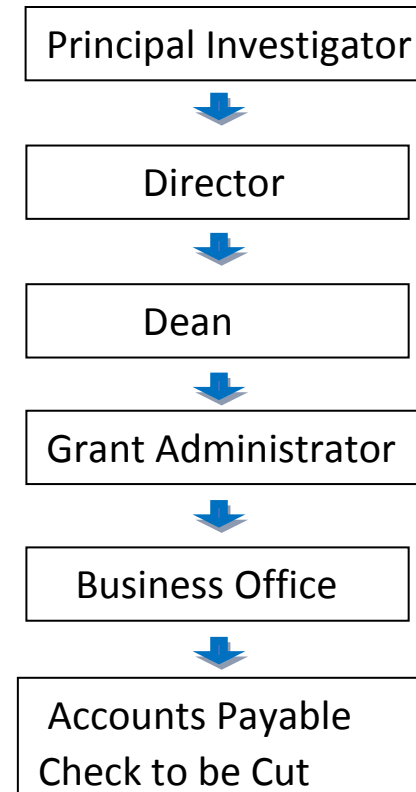 Principal Investigator
Director
Dean
Grant Administrator
Business Office
Accounts Payable
Check to be Cut